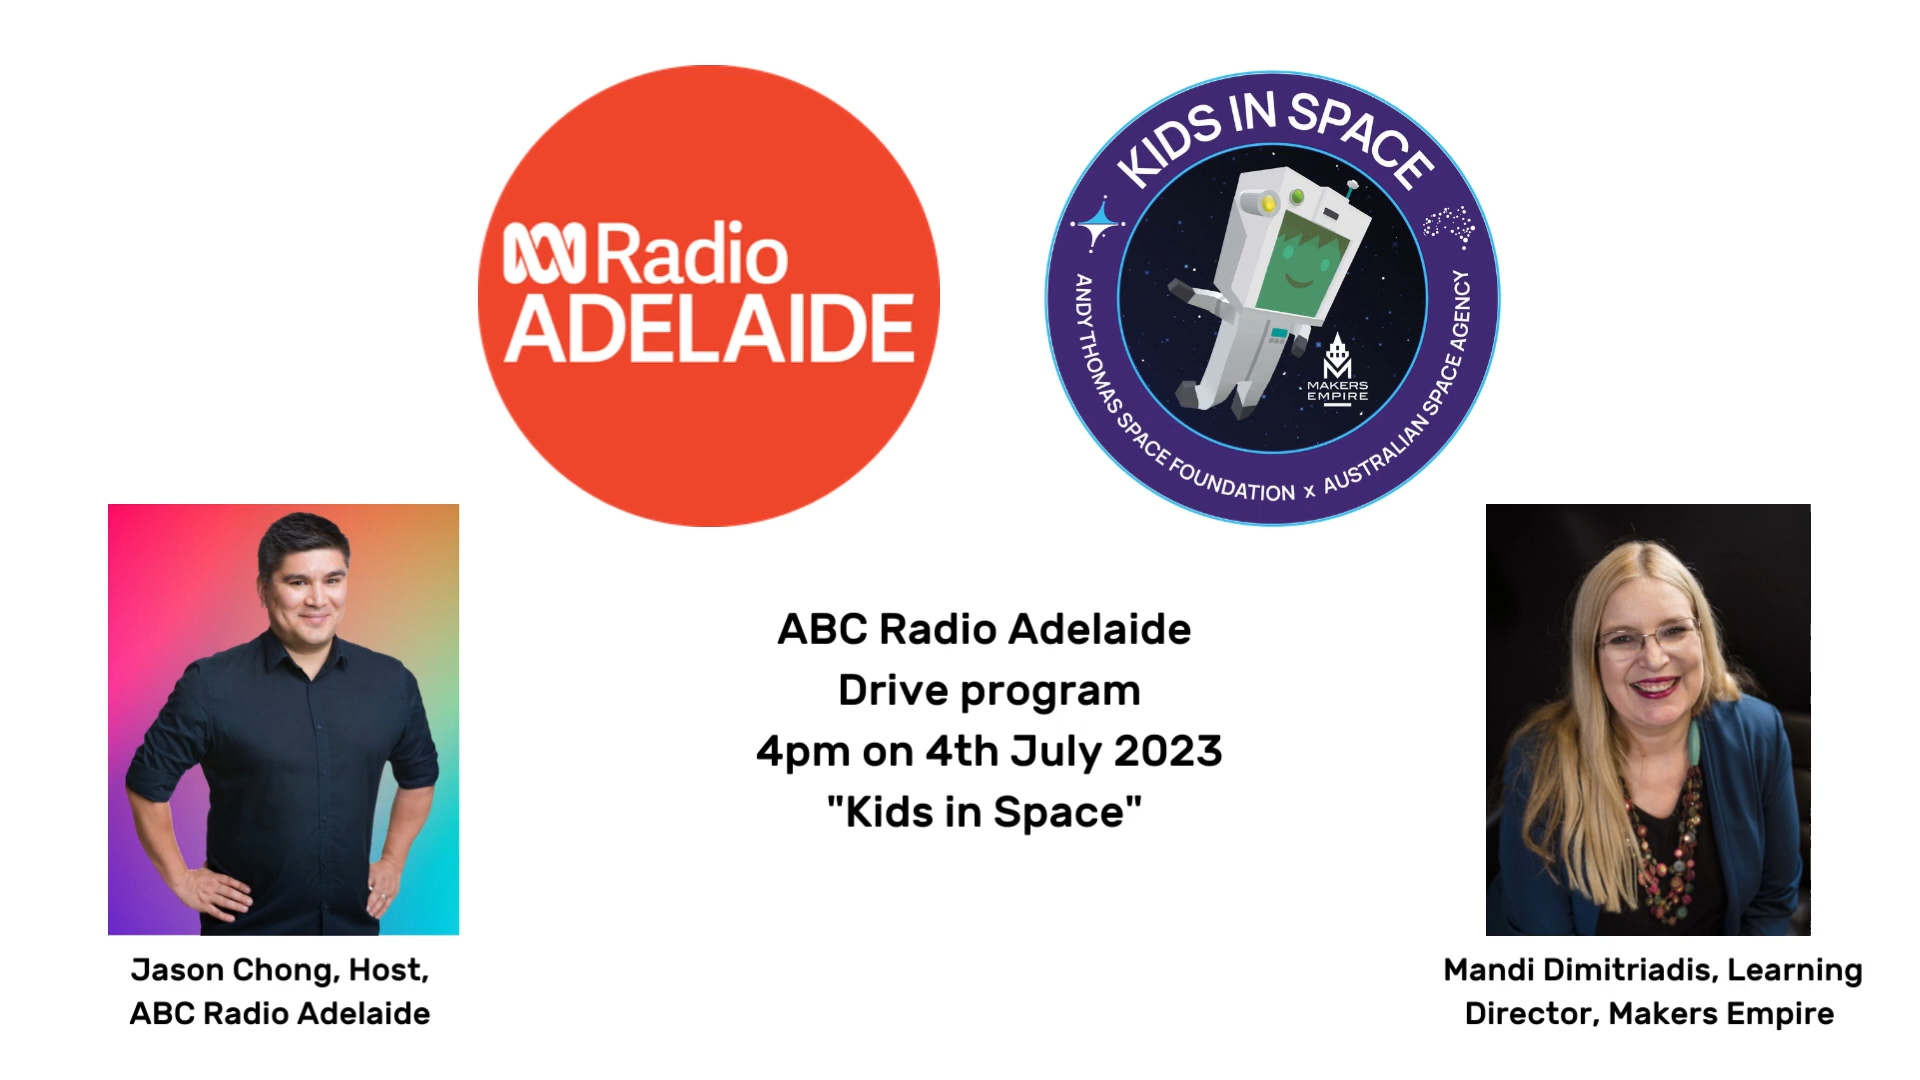 Radio
ADELAIDE
KIDS IN SPACE
ANDY THOMAS SPACE FOUNDATION x AUSTRALIAN SPACE AGENCY
MAKERS
EMPIRE
ABC Radio Adelaide
Drive program
4pm on 4th July 2023
"Kids in Space"
Jason Chong, Host,
ABC Radio Adelaide
Mandi Dimitriadis, Learning
Director, Makers Empire